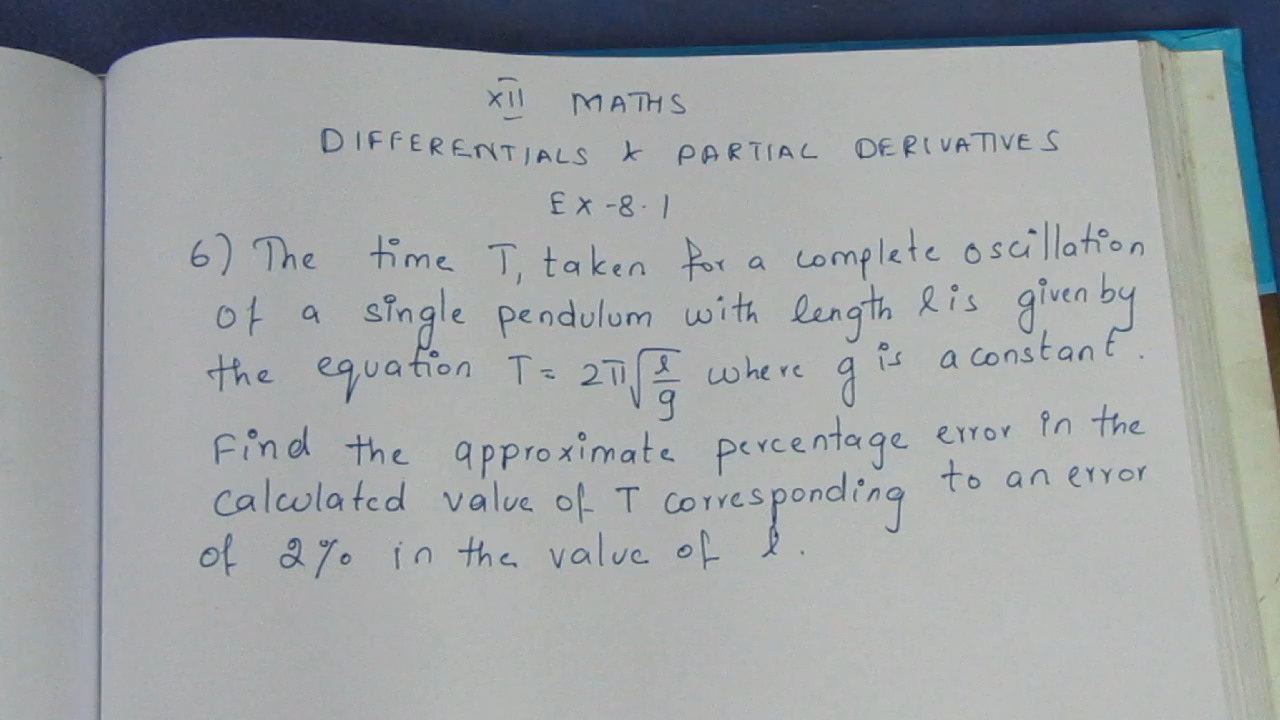 XII MATHS
DIFFERENTIALS & PARTIAL DERIVATIVES
EX-8.1
6) The time T, taken for a complete oscillation
of a single pendulum with length l is given by
the equation T = 2π√(l/g) where g is a constant.
Find the approximate percentage error in the
calculated value of T corresponding to an error
of 2% in the value of l.